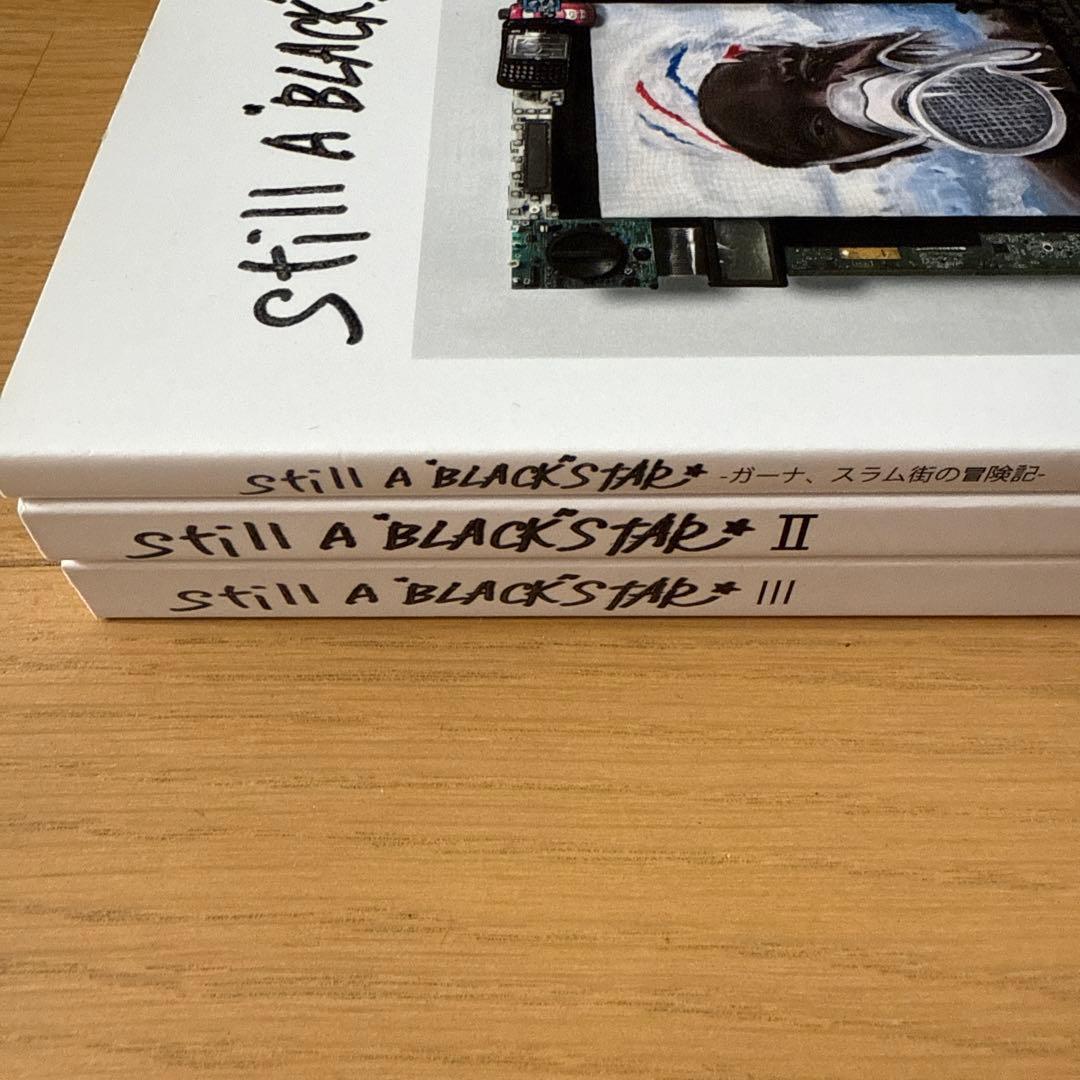 Still A "BLACK
Still A "BLACK" STAR★ -ガーナ、スラム街の冒険記-
Still A "BLACK" STAR★ II
Still A "BLACK" STAR★ III